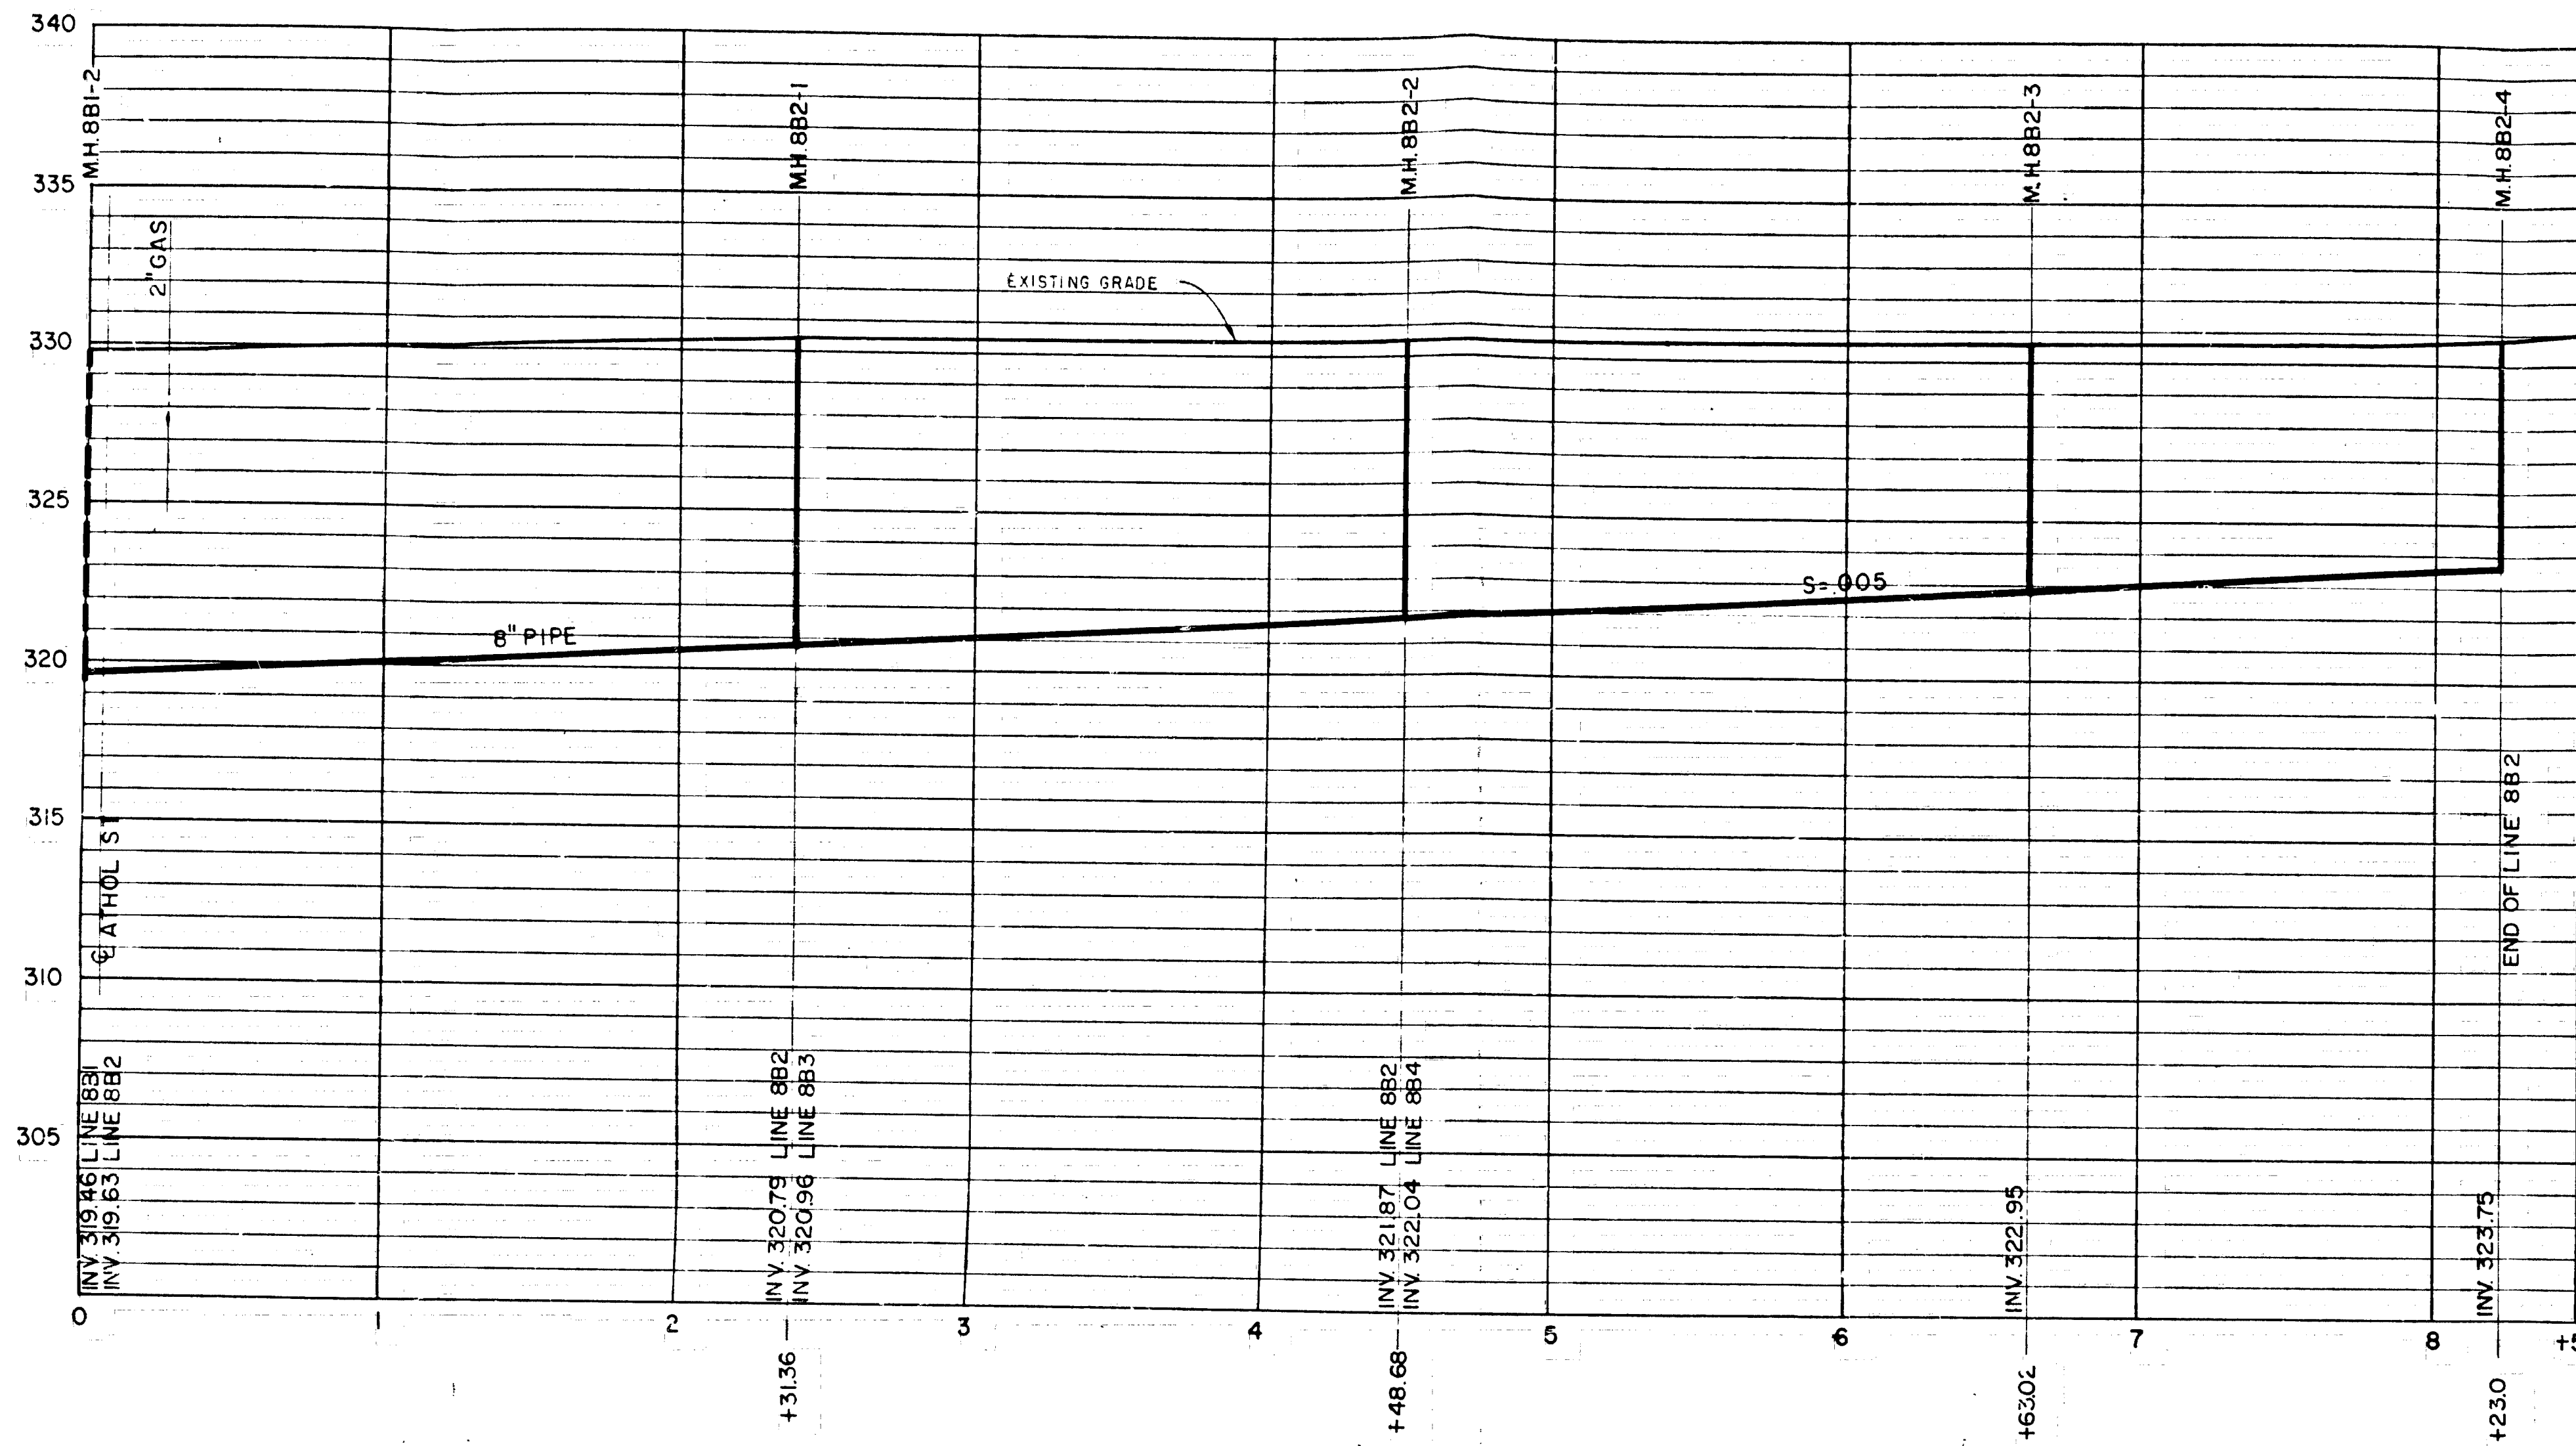 340
335
330
325
320
315
310
305
M.H.8B1-2
2" GAS
M.H.8B2-1
EXISTING GRADE
M.H.8B2-2
M.H.8B2-3
M.H.8B2-4
8" PIPE
S=.005
℄ ATHOL ST
END OF LINE 8B2
INV. 319.46 LINE 8B1
INV. 319.63 LINE 8B2
INV. 320.79 LINE 8B2
INV. 320.96 LINE 8B3
INV. 321.87 LINE 8B2
INV. 322.04 LINE 8B4
INV. 322.95
INV. 323.75
0 1 2 3 4 5 6 7 8
+31.36
+48.68
+63.02
+23.0